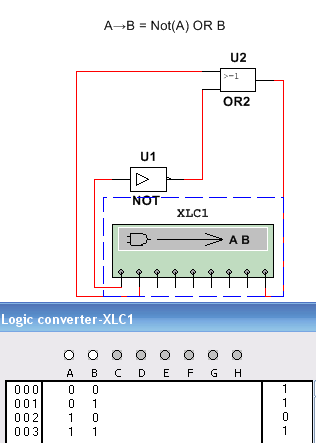 A→B = Not(A) OR B
U2
>-1
OR2
U1
NOT
XLC1
A B
Logic converter-XLC1
A B C D E F G H
000 0 0 1
001 0 1 1
002 1 0 0
003 1 1 1